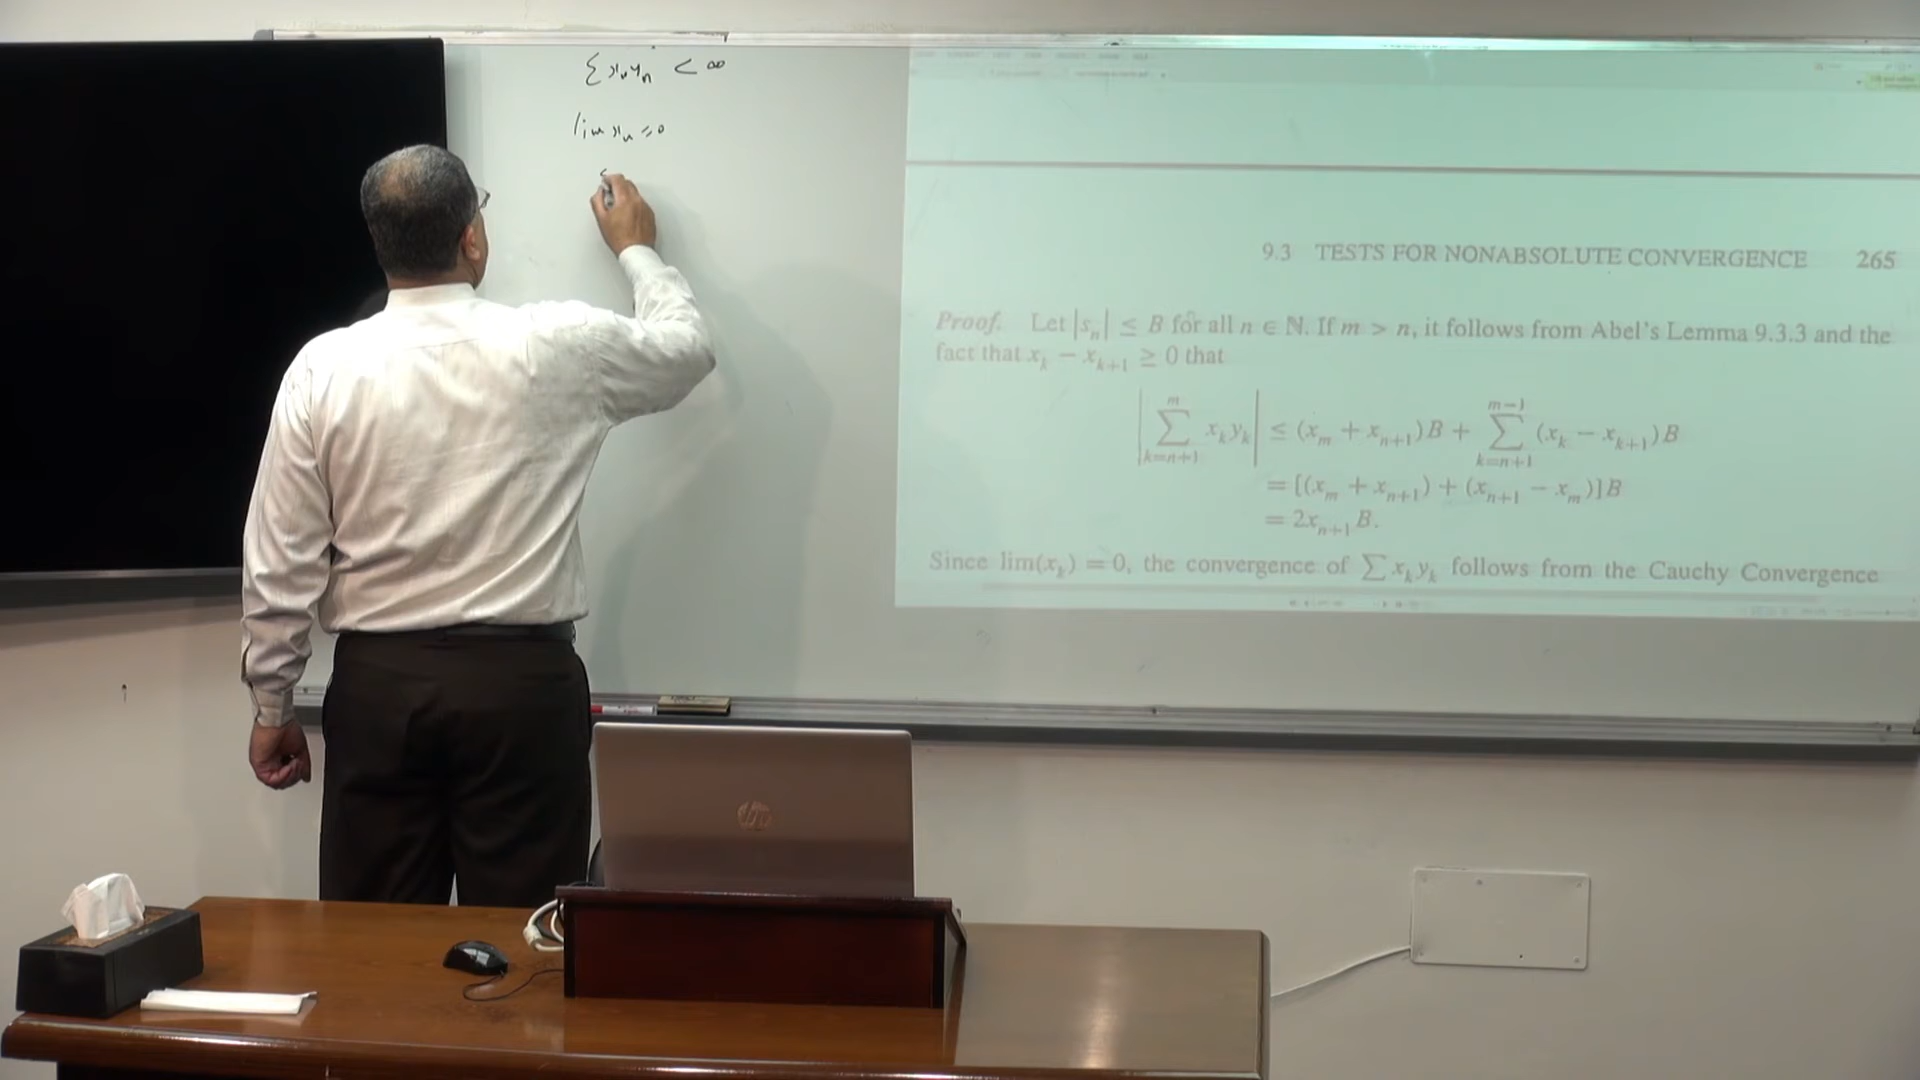 Σ xₙyₙ < ∞
lim xₙ = 0
9.3 TESTS FOR NONABSOLUTE CONVERGENCE 265
Proof. Let |sₙ| ≤ B for all n ∈ ℕ. If m > n, it follows from Abel's Lemma 9.3.3 and the
fact that xₖ − xₖ₊₁ ≥ 0 that
|∑_{k=n+1}^{m} xₖyₖ| ≤ (xₘ + xₙ₊₁)B + ∑_{k=n+1}^{m−1} (xₖ − xₖ₊₁)B
= [(xₘ + xₙ₊₁) + (xₙ₊₁ − xₘ)]B
= 2xₙ₊₁B.
Since lim(xₖ) = 0, the convergence of ∑ xₖyₖ follows from the Cauchy Convergence
hp